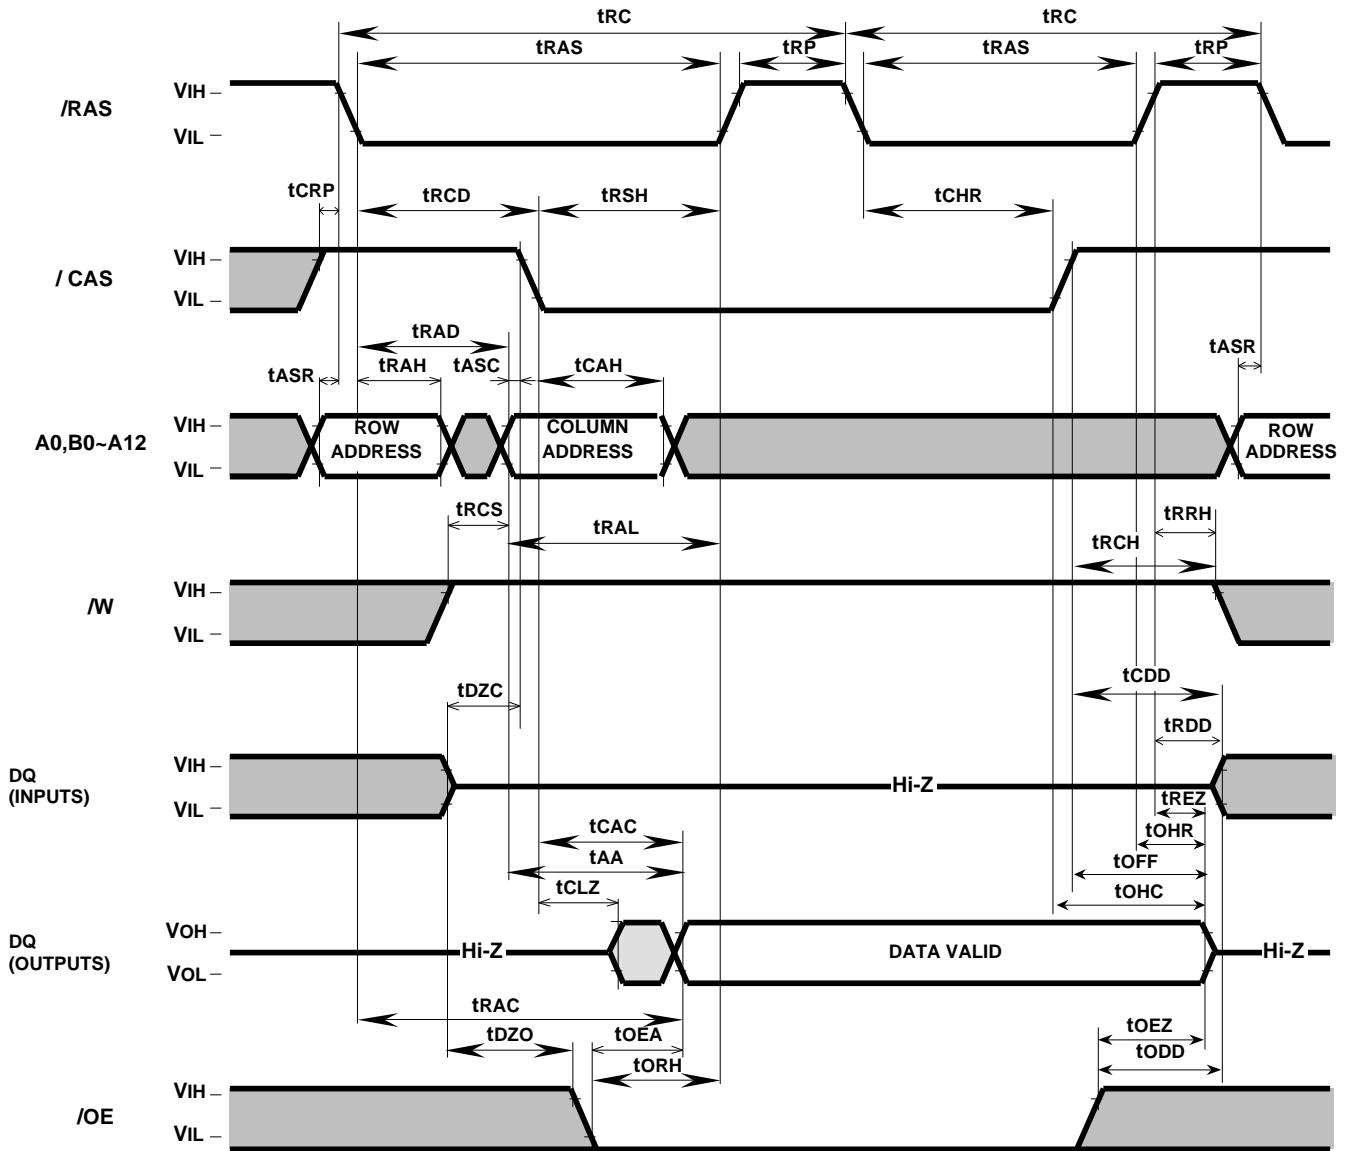 tRC tRC
tRAS tRP tRAS tRP
/RAS VIH
VIL
tCRP tRCD tRSH tCHR
/ CAS VIH
VIL
tRAD
tASR tRAH tASC tCAH tASR
A0,B0~A12 VIH
VIL
ROW
ADDRESS
COLUMN
ADDRESS
ROW
ADDRESS
tRCS tRAL tRRH
tRCH
/W VIH
VIL
tDZC tCDD
tRDD
DQ
(INPUTS)
VIH
VIL
Hi-Z
tREZ
tCAC tOHR
tAA tOFF
tCLZ tOHC
DQ
(OUTPUTS)
VOH
VOL
Hi-Z DATA VALID Hi-Z
tRAC
tDZO tOEA tOEZ
tORH tODD
/OE VIH
VIL